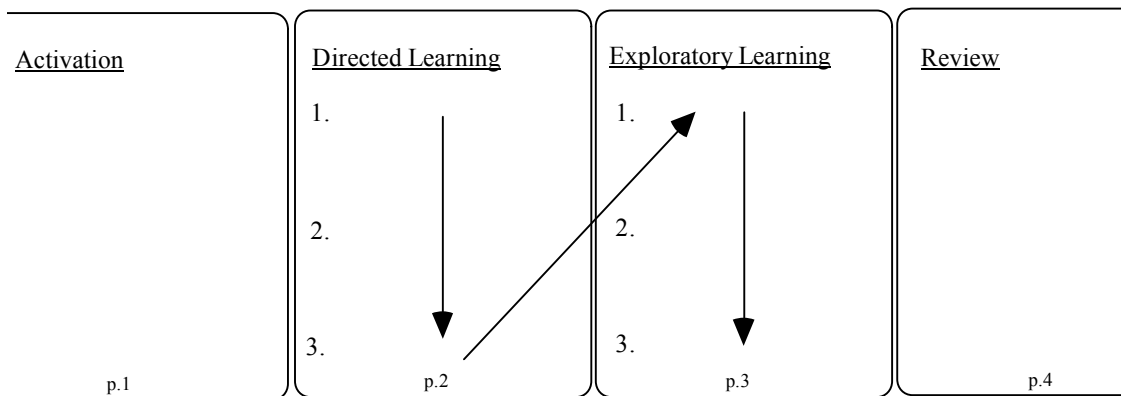 Activation
p.1
Directed Learning
1.
2.
3.
p.2
Exploratory Learning
1.
2.
3.
p.3
Review
p.4